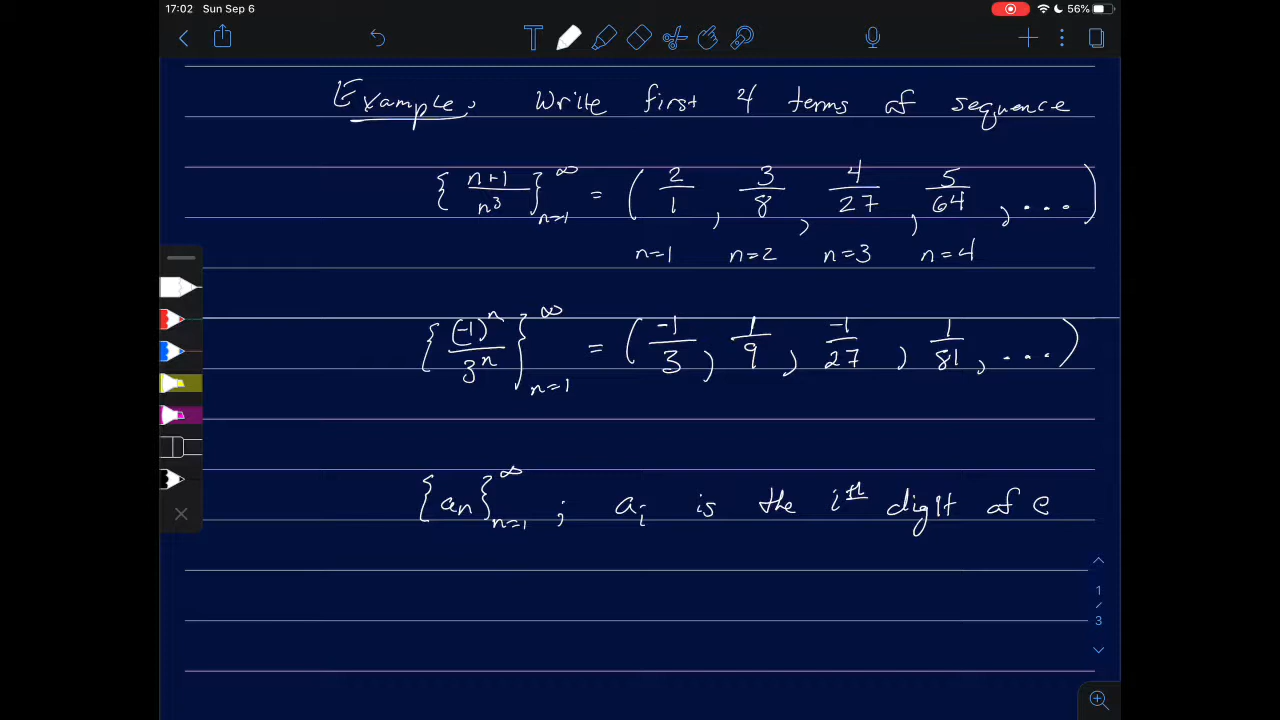 17:02 Sun Sep 6 56%
Example. Write first 4 terms of sequence
{ (n+1)/n³ }_{n=1}^∞ = ( 2/1 , 3/8 , 4/27 , 5/64 , ... )
n=1 n=2 n=3 n=4
{ (-1)ⁿ/3ⁿ }_{n=1}^∞ = ( -1/3 , 1/9 , -1/27 , 1/81 , .... )
{aₙ}_{n=1}^∞ ; aᵢ is the iᵗʰ digit of e
1
/
3